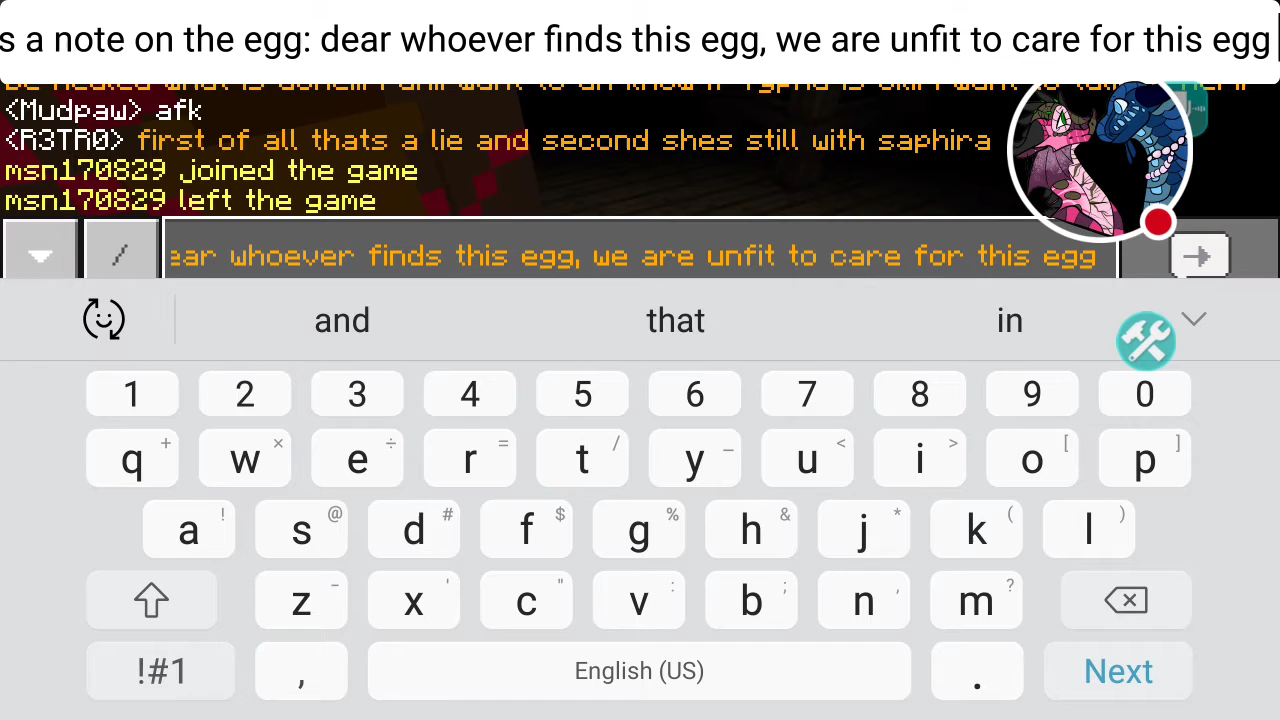 s a note on the egg: dear whoever finds this egg, we are unfit to care for this egg
<Mudpaw> afk
<R3TR0> first of all thats a lie and second shes still with saphira
msn170829 joined the game
msn170829 left the game
/ ear whoever finds this egg, we are unfit to care for this egg
and that in
1 2 3 4 5 6 7 8 9 0
q + w × e ÷ r = t / y _ u < i > o [ p ]
a ! s @ d # f $ g % h & j * k ( l )
z - x ' c " v : b ; n , m ?
!#1 , English (US) . Next